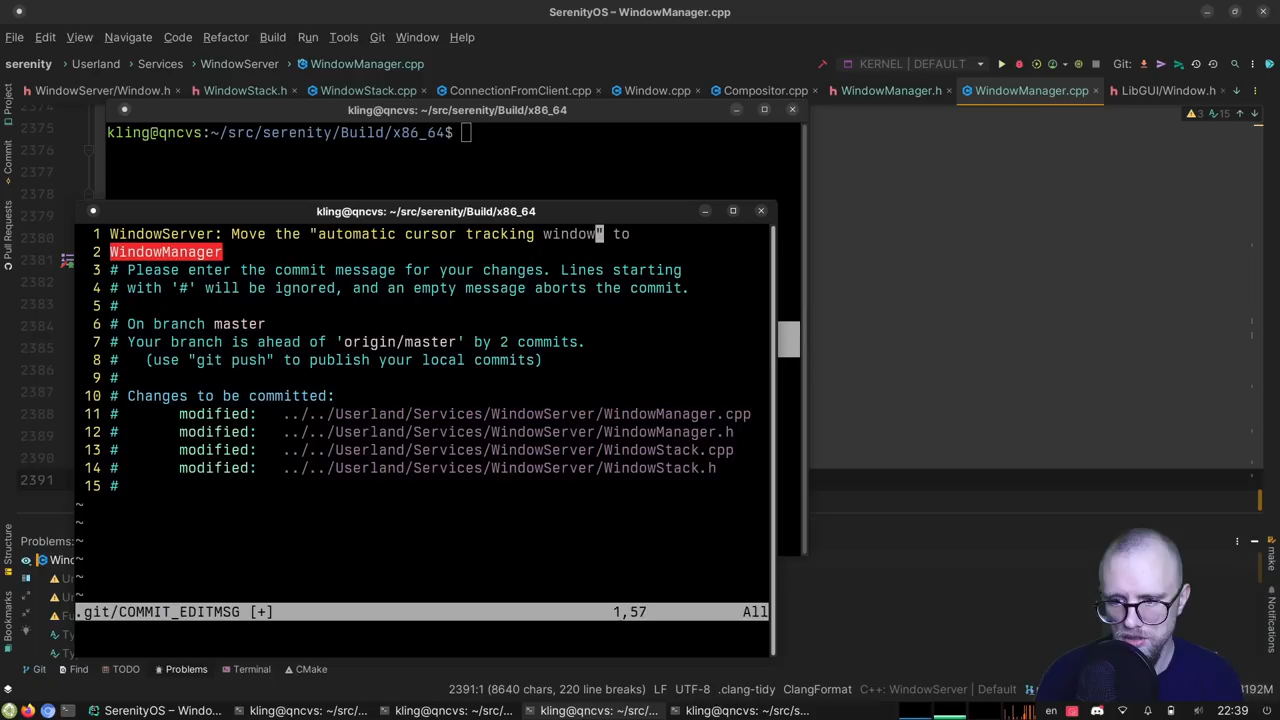 SerenityOS – WindowManager.cpp
File Edit View Navigate Code Refactor Build Run Tools Git Window Help
serenity Userland Services WindowServer WindowManager.cpp KERNEL | DEFAULT Git:
WindowServer/Window.h WindowStack.h WindowStack.cpp ConnectionFromClient.cpp Window.cpp Compositor.cpp WindowManager.h WindowManager.cpp LibGUI/Window.h
3 15
Project
Commit
Pull Requests
Structure
Bookmarks
make
Notifications
2375
2376
2377
2378
2379
2380
2381
2382
2383
2384
2385
2386
2387
2388
2389
2390
2391
kling@qncvs: ~/src/serenity/Build/x86_64
kling@qncvs:~/src/serenity/Build/x86_64$
kling@qncvs: ~/src/serenity/Build/x86_64
1 WindowServer: Move the "automatic cursor tracking window" to
2 WindowManager
3 # Please enter the commit message for your changes. Lines starting
4 # with '#' will be ignored, and an empty message aborts the commit.
5 #
6 # On branch master
7 # Your branch is ahead of 'origin/master' by 2 commits.
8 # (use "git push" to publish your local commits)
9 #
10 # Changes to be committed:
11 # modified: ../../Userland/Services/WindowServer/WindowManager.cpp
12 # modified: ../../Userland/Services/WindowServer/WindowManager.h
13 # modified: ../../Userland/Services/WindowServer/WindowStack.cpp
14 # modified: ../../Userland/Services/WindowServer/WindowStack.h
15 #
~
~
~
~
~
~
.git/COMMIT_EDITMSG [+] 1,57 All
Problems:
Git Find TODO Problems Terminal CMake
2391:1 (8640 chars, 220 line breaks) LF UTF-8 .clang-tidy ClangFormat C++: WindowServer | Default
SerenityOS – Windo... kling@qncvs: ~/src/... kling@qncvs: ~/src/... kling@qncvs: ~/src/... kling@qncvs: ~/src/s... en 22:39